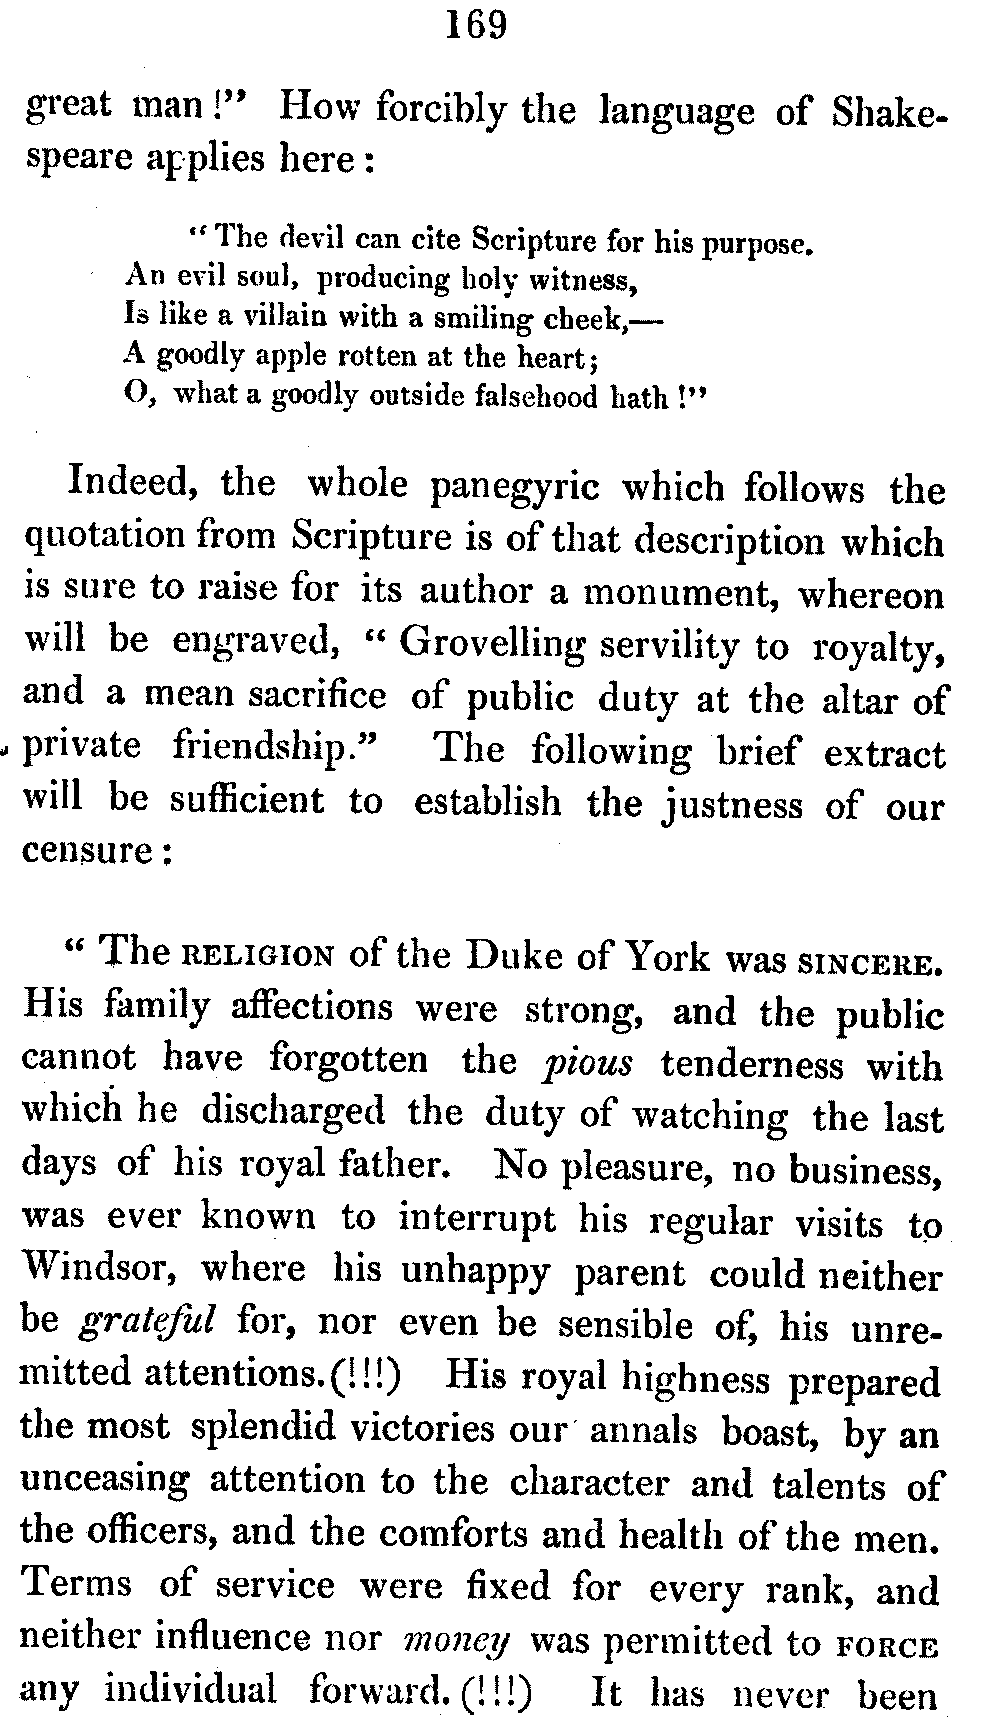 169
great man!" How forcibly the language of Shake-
speare applies here:
"The devil can cite Scripture for his purpose.
An evil soul, producing holy witness,
Is like a villain with a smiling cheek,—
A goodly apple rotten at the heart;
O, what a goodly outside falsehood hath!"
Indeed, the whole panegyric which follows the
quotation from Scripture is of that description which
is sure to raise for its author a monument, whereon
will be engraved, "Grovelling servility to royalty,
and a mean sacrifice of public duty at the altar of
private friendship." The following brief extract
will be sufficient to establish the justness of our
censure:
"The RELIGION of the Duke of York was SINCERE.
His family affections were strong, and the public
cannot have forgotten the pious tenderness with
which he discharged the duty of watching the last
days of his royal father. No pleasure, no business,
was ever known to interrupt his regular visits to
Windsor, where his unhappy parent could neither
be grateful for, nor even be sensible of, his unre-
mitted attentions.(!!!) His royal highness prepared
the most splendid victories our annals boast, by an
unceasing attention to the character and talents of
the officers, and the comforts and health of the men.
Terms of service were fixed for every rank, and
neither influence nor money was permitted to FORCE
any individual forward.(!!!) It has never been